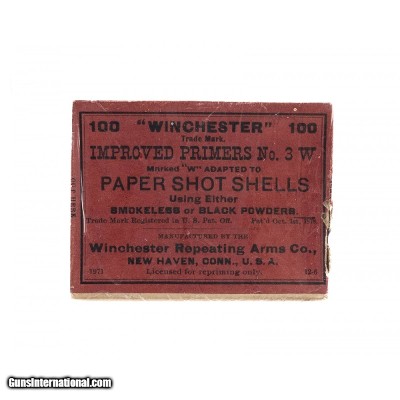 100 "WINCHESTER" 100
Trade Mark.
IMPROVED PRIMERS No. 3 W
Marked "W" ADAPTED TO
PAPER SHOT SHELLS
Using Either
SMOKELESS or BLACK POWDERS.
Trade Mark Registered in U. S. Pat. Off. Pat'd Oct.
MANUFACTURED BY THE
Winchester Repeating Arms Co.,
NEW HAVEN, CONN., U. S. A.
Licensed for repriming only.
GunsInternational.com